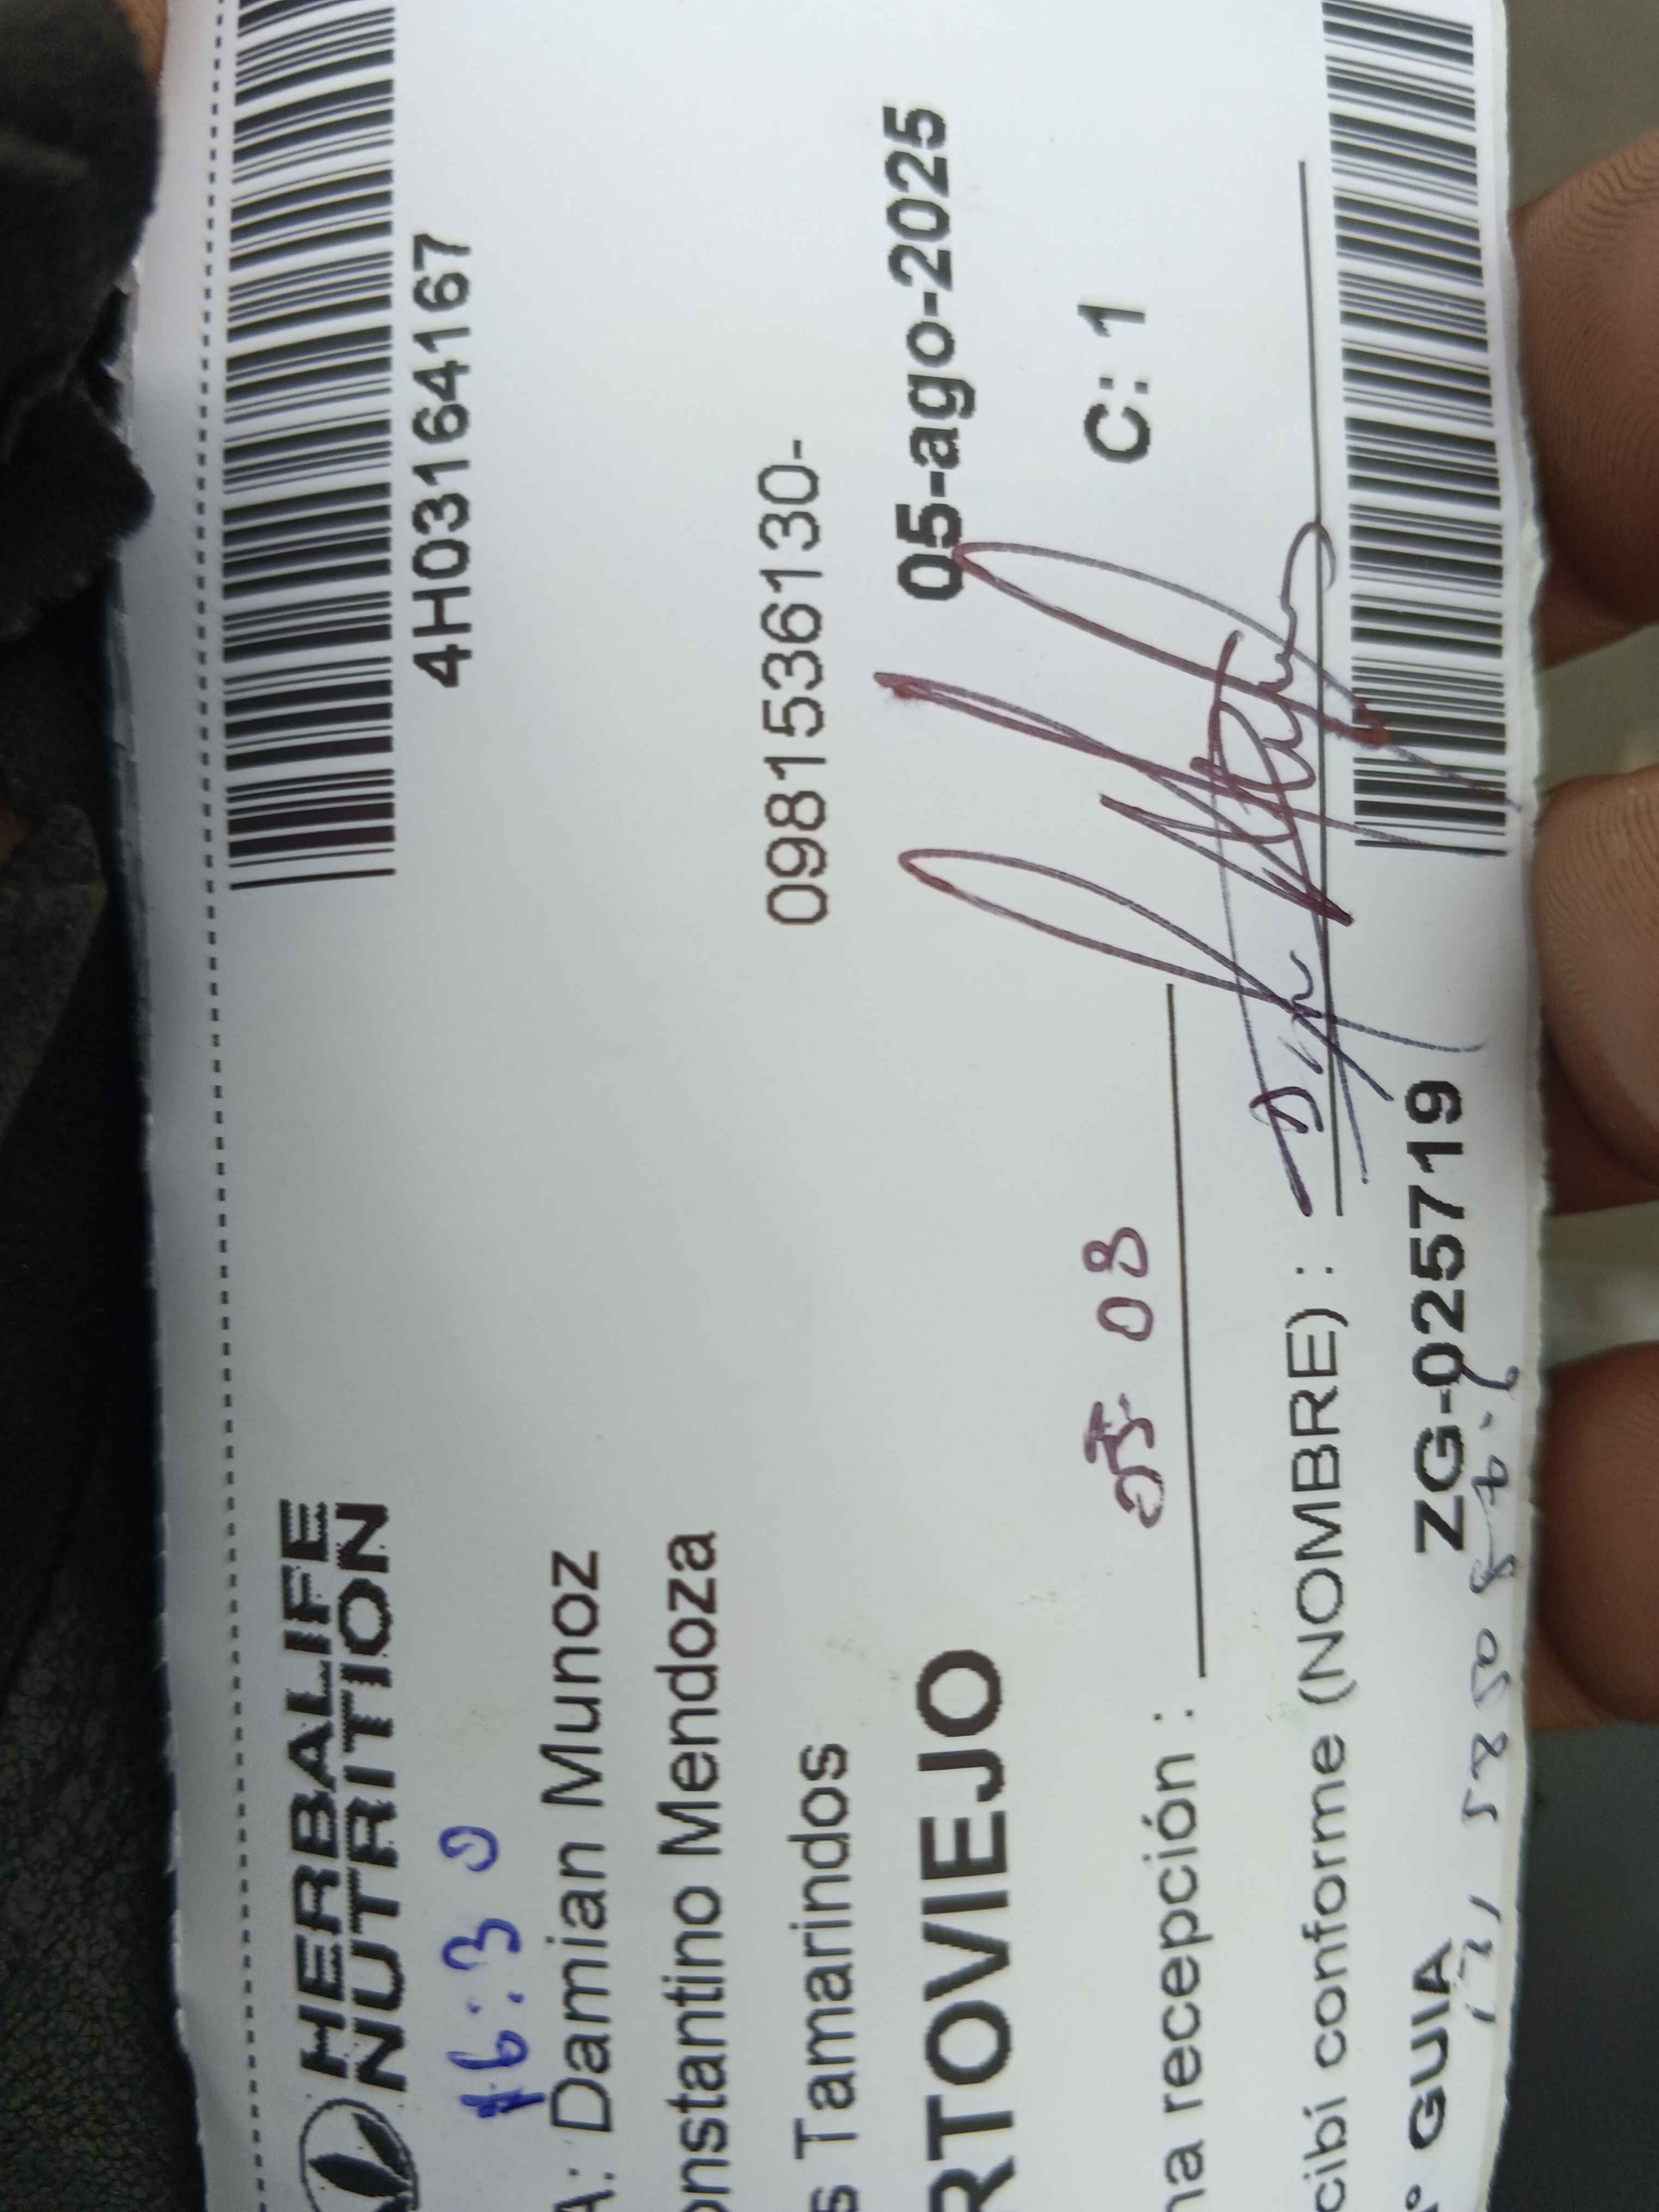 HERBALIFE
NUTRITION
4H03164167
16:30
A: Damian Munoz
onstantino Mendoza
s Tamarindos
0981536130-
RTOVIEJO
05-ago-2025
na recepción : 05 08
C: 1
cibí conforme (NOMBRE) :
° GUIA ZG-025719